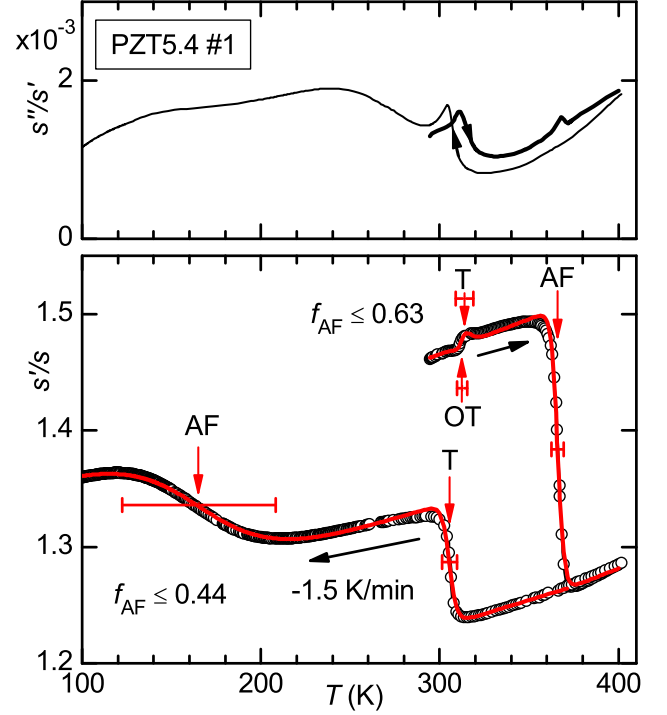 x10⁻³
PZT5.4 #1
2
s''/s'
0
1.5
T
AF
f_AF ≤ 0.63
s'/s
1.4
OT
AF
T
1.3
f_AF ≤ 0.44
-1.5 K/min
1.2
100
200
300
400
T (K)